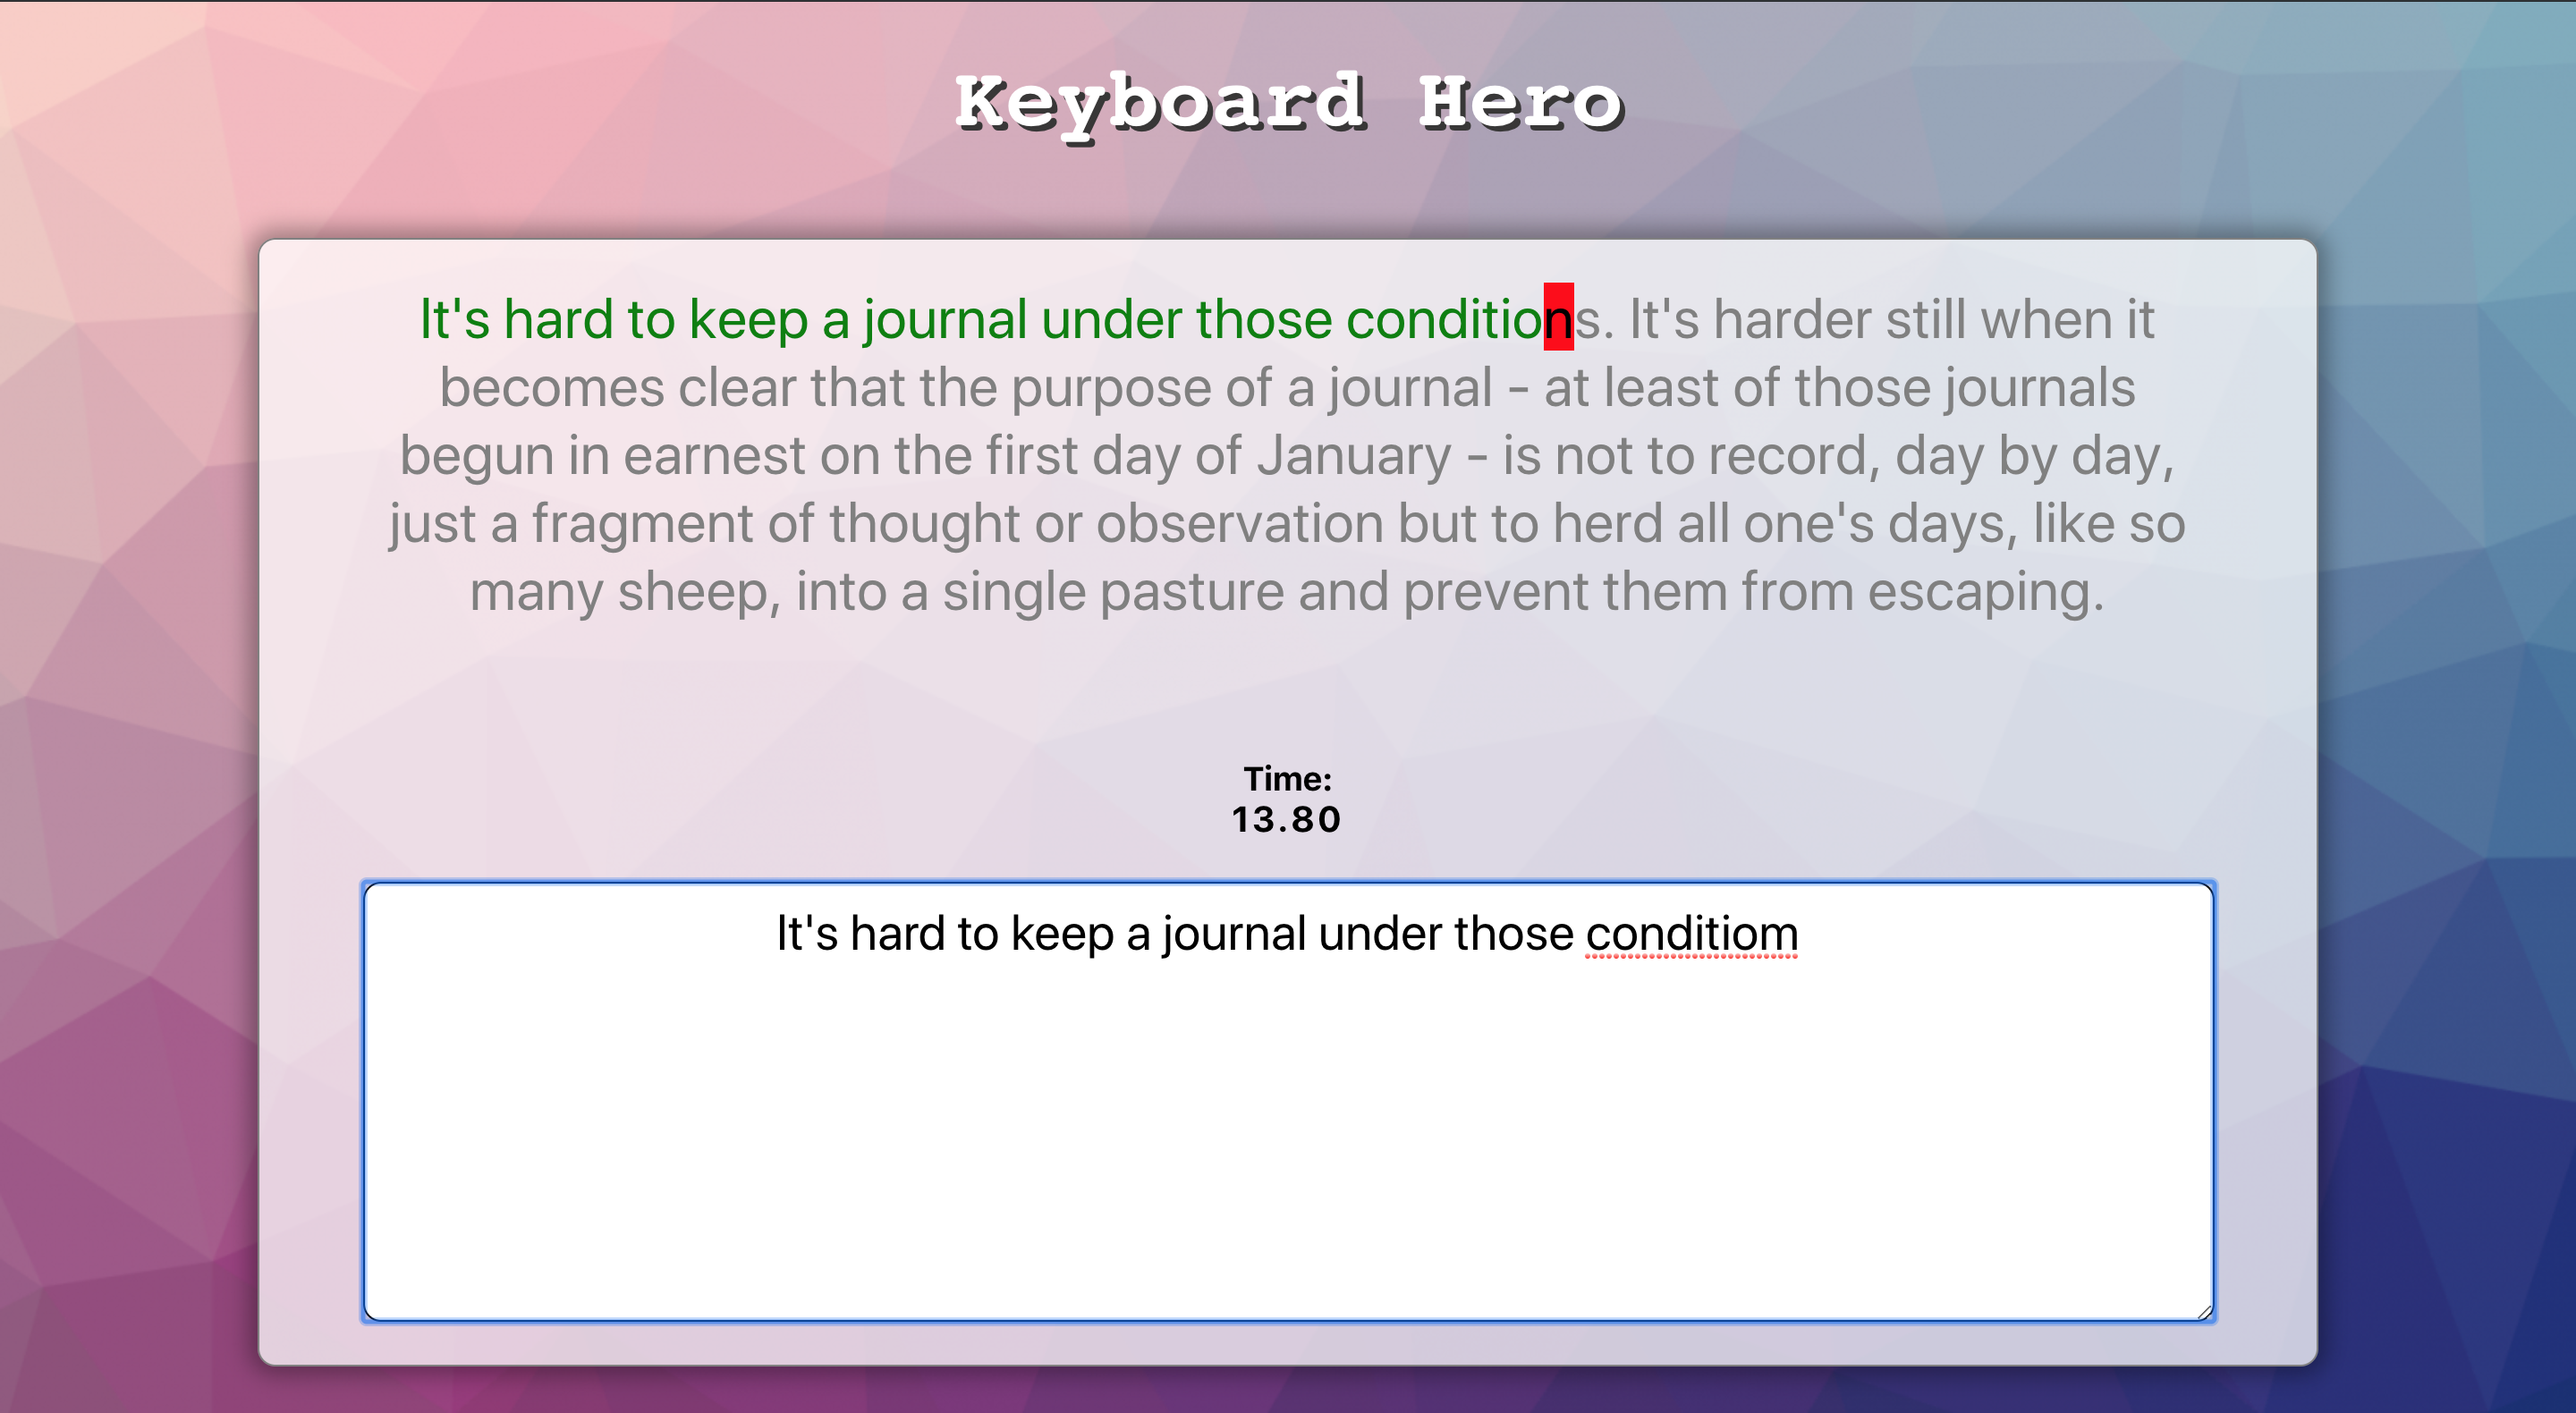 Keyboard Hero
It's hard to keep a journal under those conditions. It's harder still when it
becomes clear that the purpose of a journal - at least of those journals
begun in earnest on the first day of January - is not to record, day by day,
just a fragment of thought or observation but to herd all one's days, like so
many sheep, into a single pasture and prevent them from escaping.
Time:
13.80
It's hard to keep a journal under those conditiom